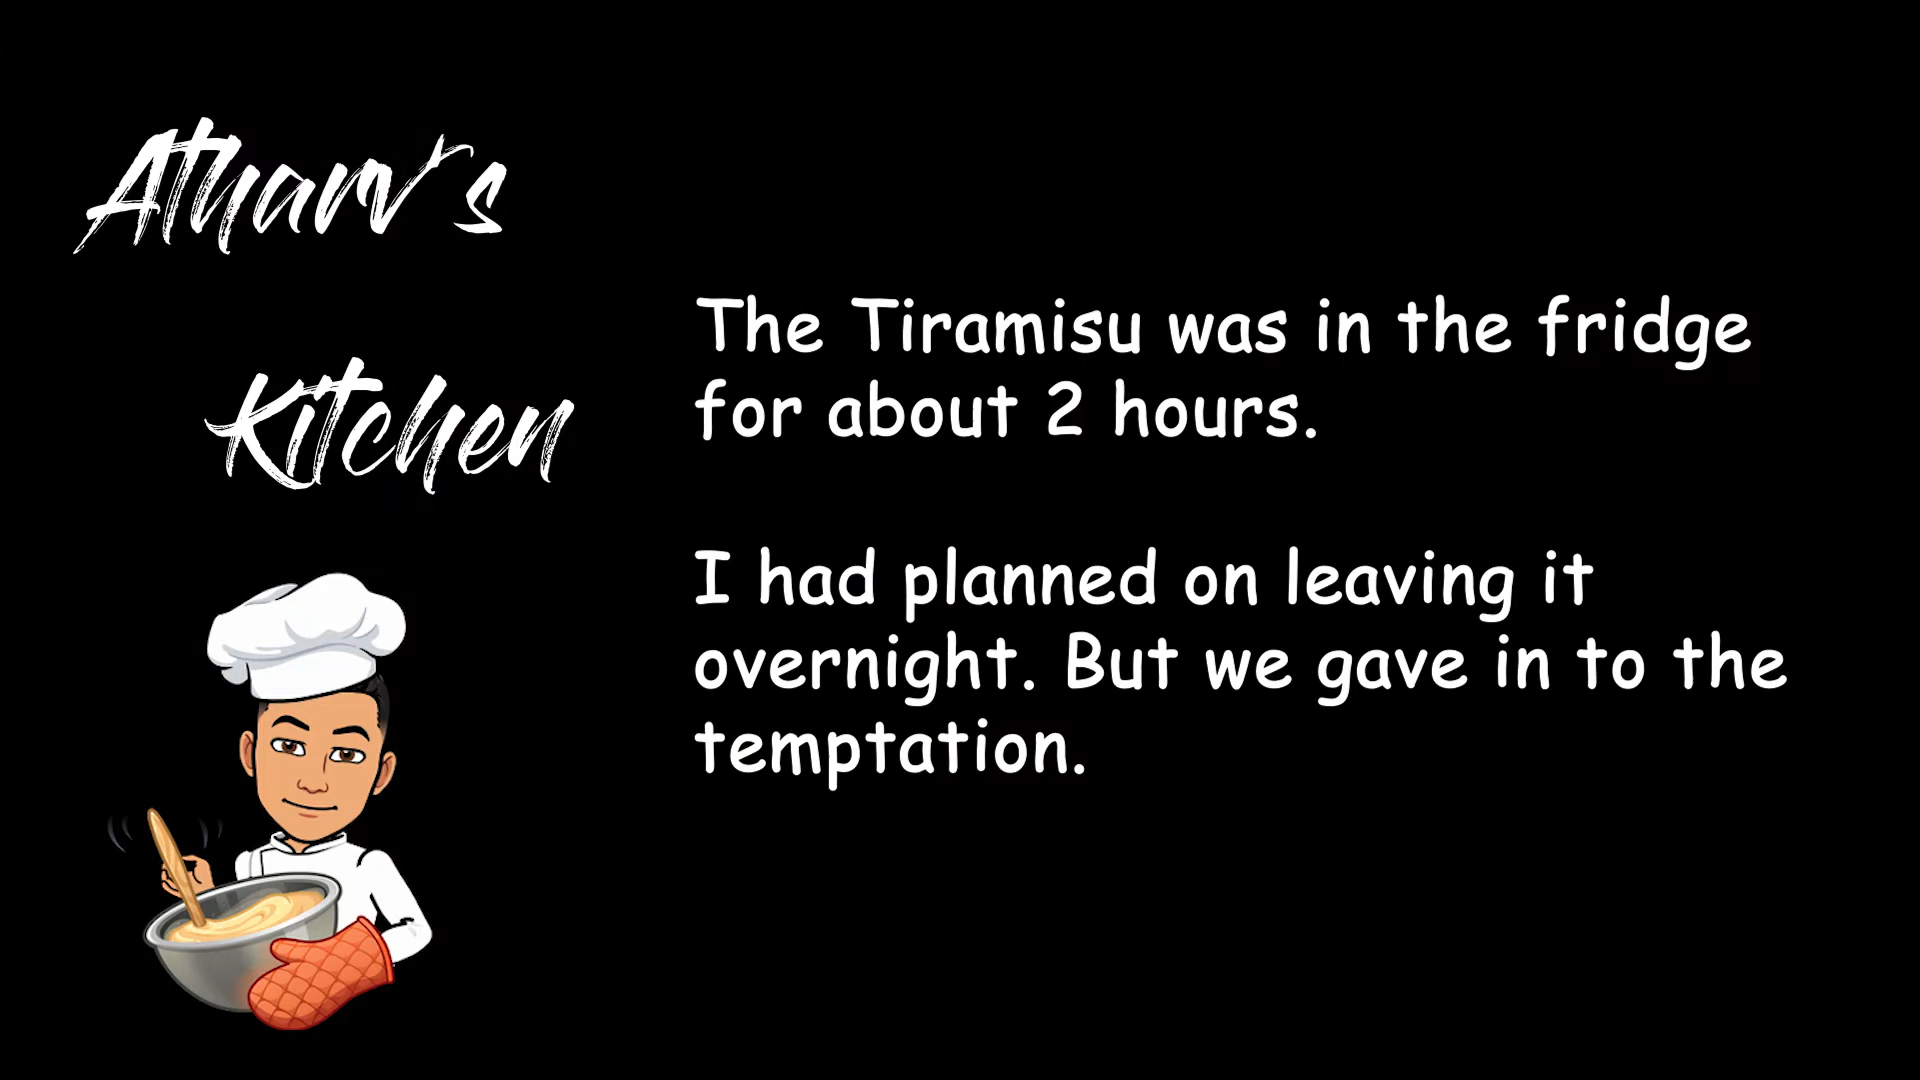 Atharv's
Kitchen
The Tiramisu was in the fridge
for about 2 hours.
I had planned on leaving it
overnight. But we gave in to the
temptation.